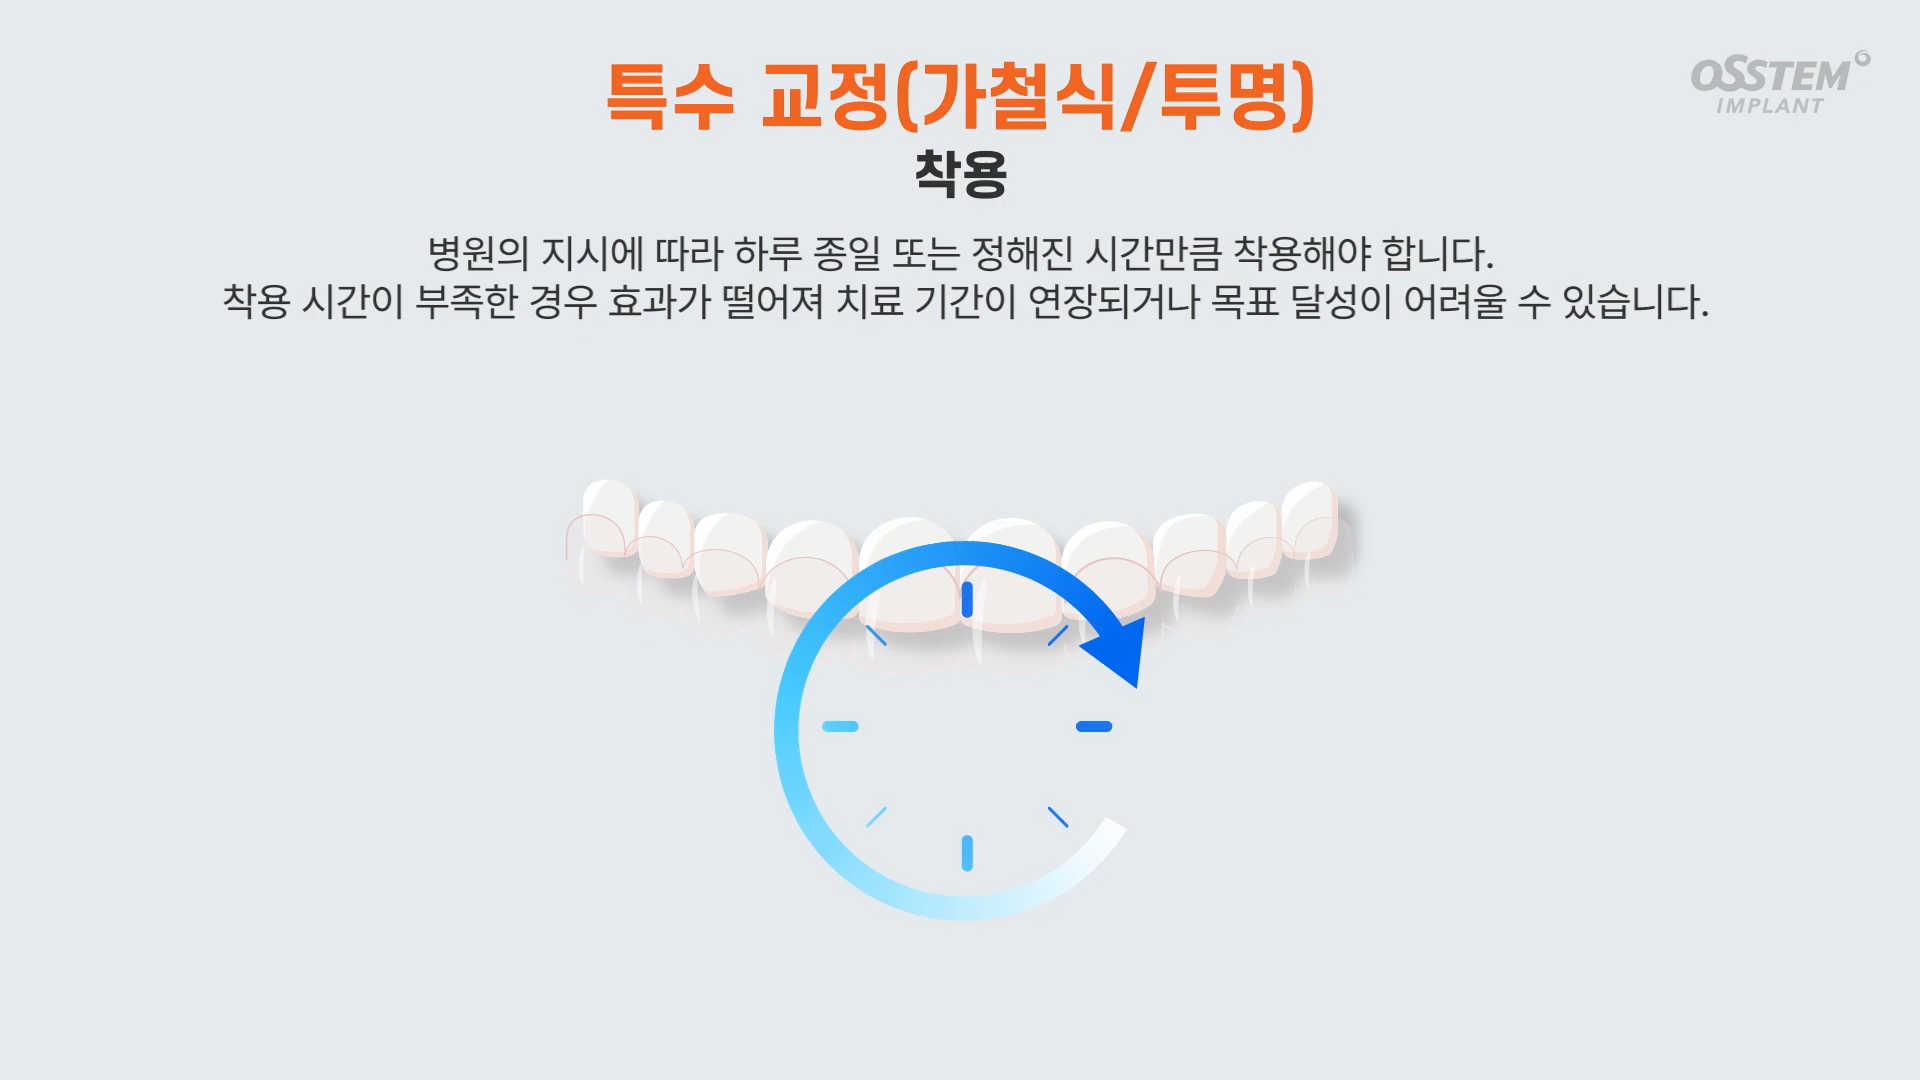 특수 교정(가철식/투명)
OSSTEM
IMPLANT
착용
병원의 지시에 따라 하루 종일 또는 정해진 시간만큼 착용해야 합니다.
착용 시간이 부족한 경우 효과가 떨어져 치료 기간이 연장되거나 목표 달성이 어려울 수 있습니다.